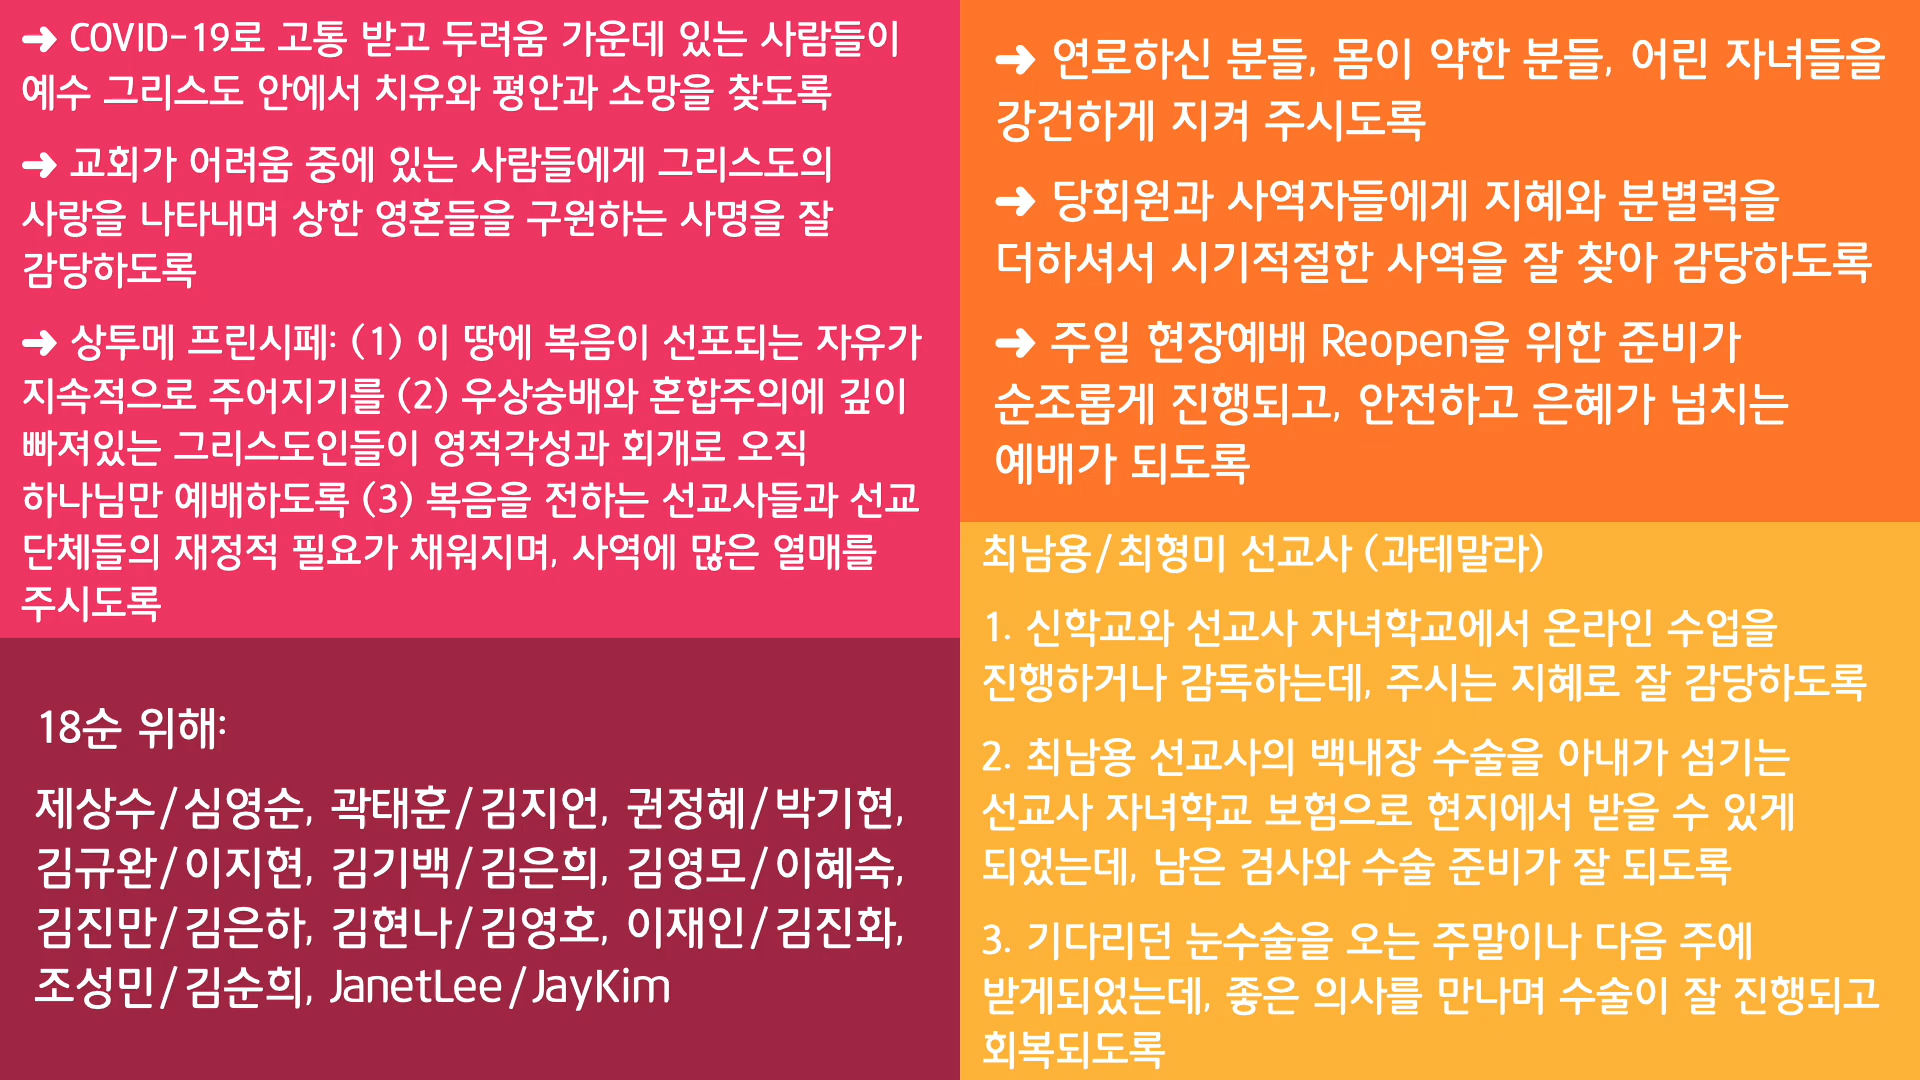 ➜ COVID-19로 고통 받고 두려움 가운데 있는 사람들이
예수 그리스도 안에서 치유와 평안과 소망을 찾도록
➜ 교회가 어려움 중에 있는 사람들에게 그리스도의
사랑을 나타내며 상한 영혼들을 구원하는 사명을 잘
감당하도록
➜ 상투메 프린시페: (1) 이 땅에 복음이 선포되는 자유가
지속적으로 주어지기를 (2) 우상숭배와 혼합주의에 깊이
빠져있는 그리스도인들이 영적각성과 회개로 오직
하나님만 예배하도록 (3) 복음을 전하는 선교사들과 선교
단체들의 재정적 필요가 채워지며, 사역에 많은 열매를
주시도록
18순 위해:
제상수/심영순, 곽태훈/김지언, 권정혜/박기현,
김규완/이지현, 김기백/김은희, 김영모/이혜숙,
김진만/김은하, 김현나/김영호, 이재인/김진화,
조성민/김순희, JanetLee/JayKim
➜ 연로하신 분들, 몸이 약한 분들, 어린 자녀들을
강건하게 지켜 주시도록
➜ 당회원과 사역자들에게 지혜와 분별력을
더하셔서 시기적절한 사역을 잘 찾아 감당하도록
➜ 주일 현장예배 Reopen을 위한 준비가
순조롭게 진행되고, 안전하고 은혜가 넘치는
예배가 되도록
최남용/최형미 선교사 (과테말라)
1. 신학교와 선교사 자녀학교에서 온라인 수업을
진행하거나 감독하는데, 주시는 지혜로 잘 감당하도록
2. 최남용 선교사의 백내장 수술을 아내가 섬기는
선교사 자녀학교 보험으로 현지에서 받을 수 있게
되었는데, 남은 검사와 수술 준비가 잘 되도록
3. 기다리던 눈수술을 오는 주말이나 다음 주에
받게되었는데, 좋은 의사를 만나며 수술이 잘 진행되고
회복되도록